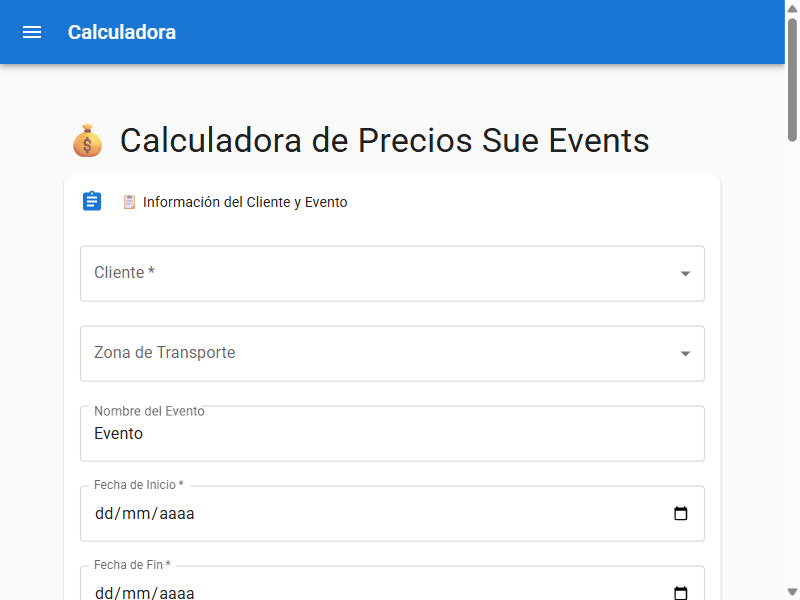 Calculadora
Calculadora de Precios Sue Events
Información del Cliente y Evento
Cliente *
Zona de Transporte
Nombre del Evento
Evento
Fecha de Inicio *
dd/mm/aaaa
Fecha de Fin *
dd/mm/aaaa